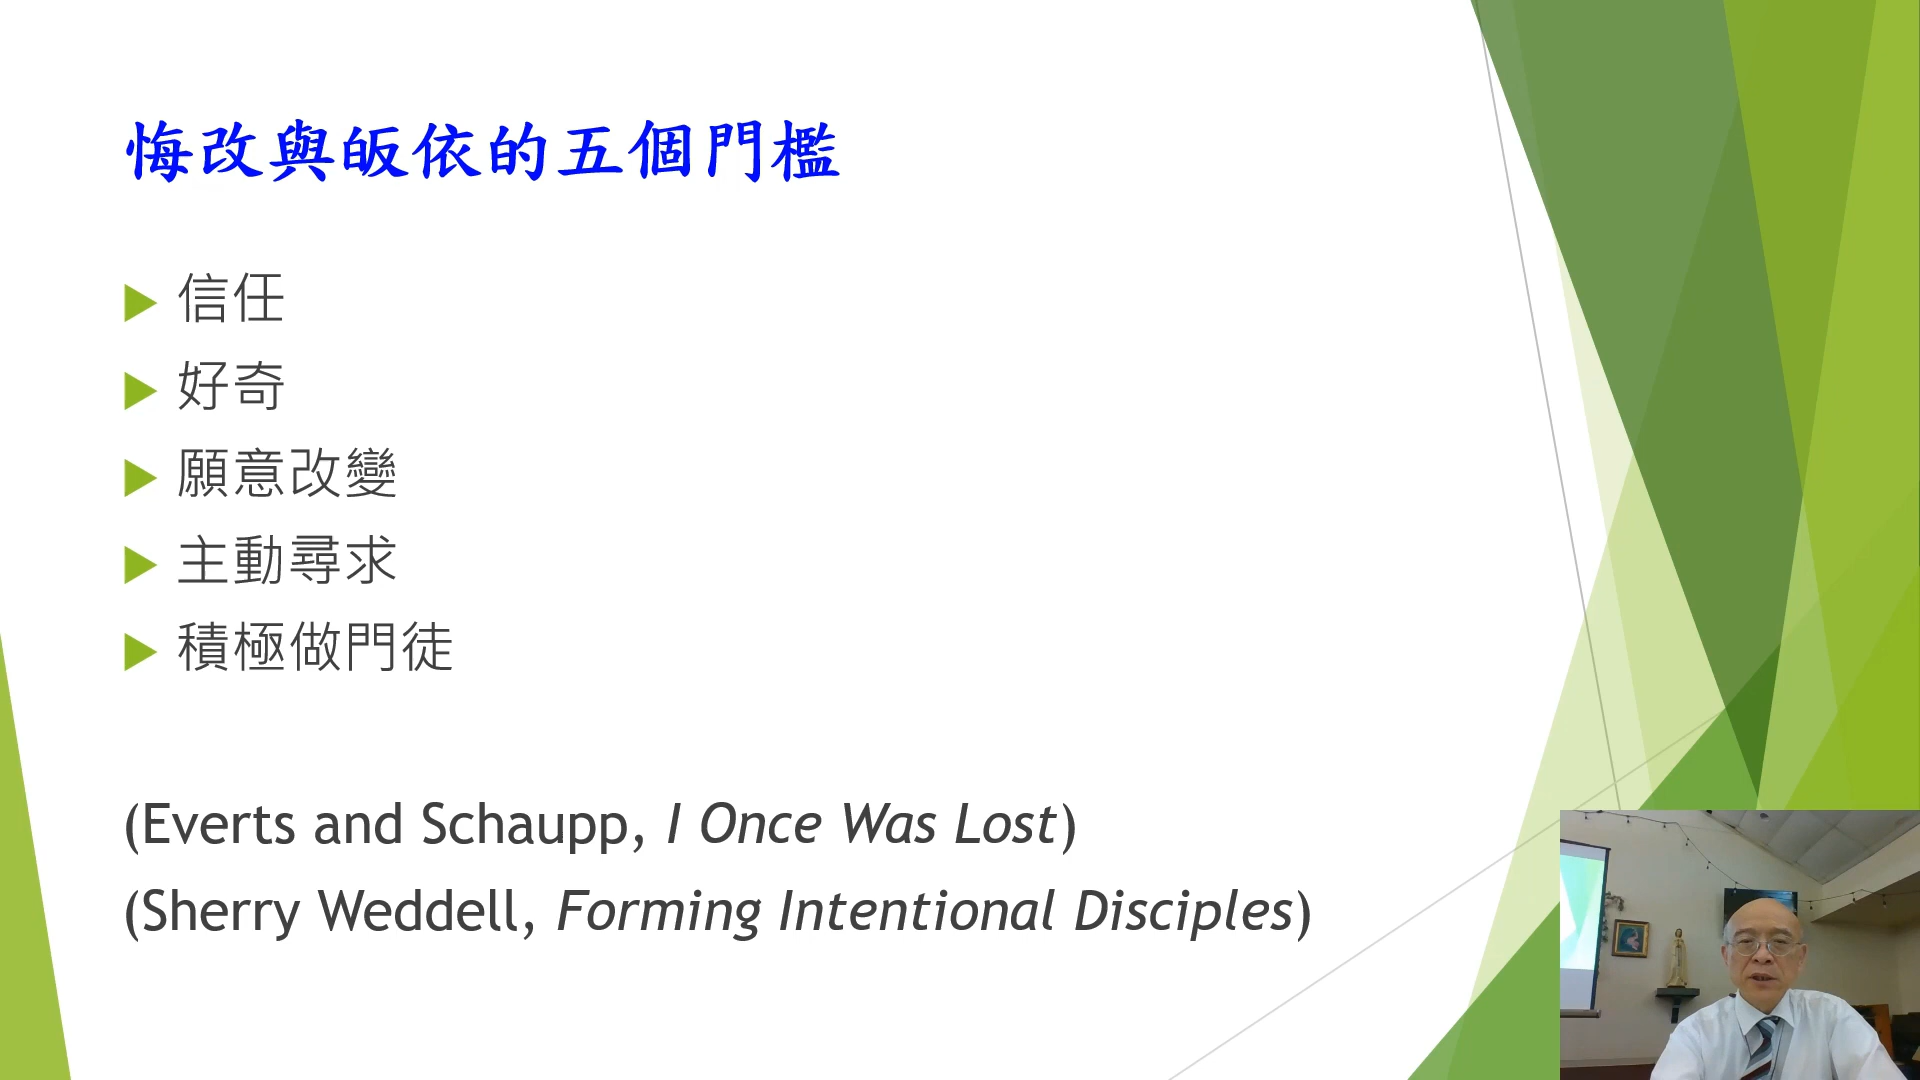 悔改與皈依的五個門檻
信任
好奇
願意改變
主動尋求
積極做門徒
(Everts and Schaupp, I Once Was Lost)
(Sherry Weddell, Forming Intentional Disciples)